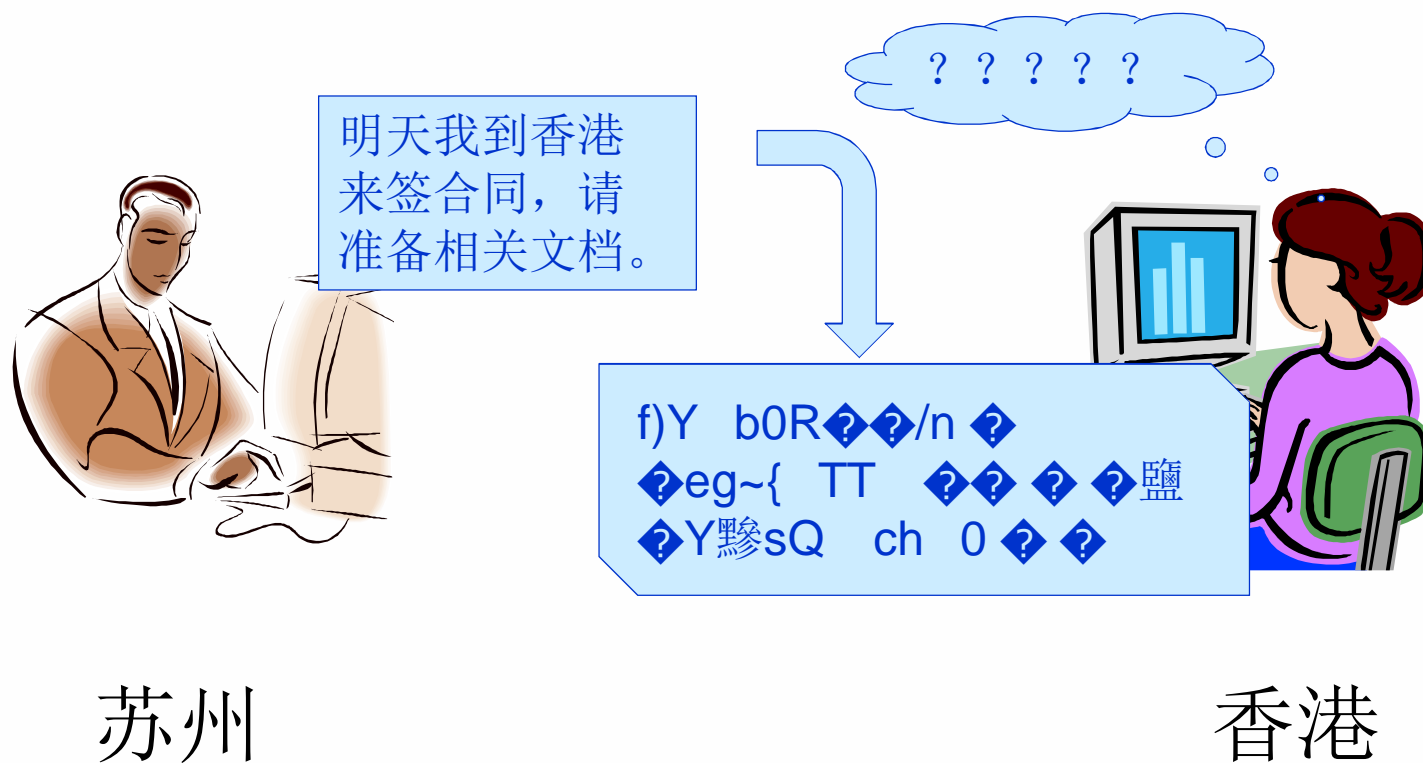 ？？？？？
明天我到香港
来签合同，请
准备相关文档。
f)Y b0R��/n �
�eg~{ TT �� � �鹽
�Y黲sQ ch 0 � �
苏州
香港